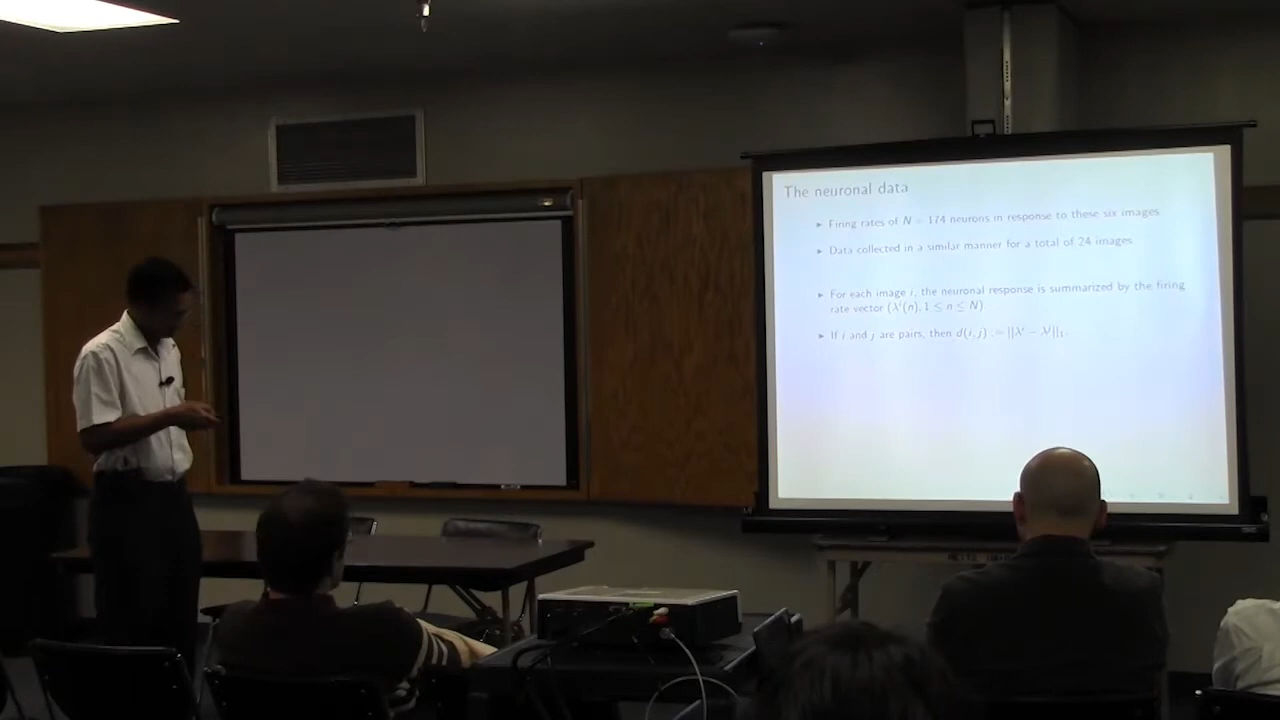 The neuronal data
▶ Firing rates of N = 174 neurons in response to these six images
▶ Data collected in a similar manner for a total of 24 images
▶ For each image i, the neuronal response is summarized by the firing
rate vector (λ^i(n), 1 ≤ n ≤ N)
▶ If i and j are pairs, then d(i, j) := ||λ^i − λ^j||₁.